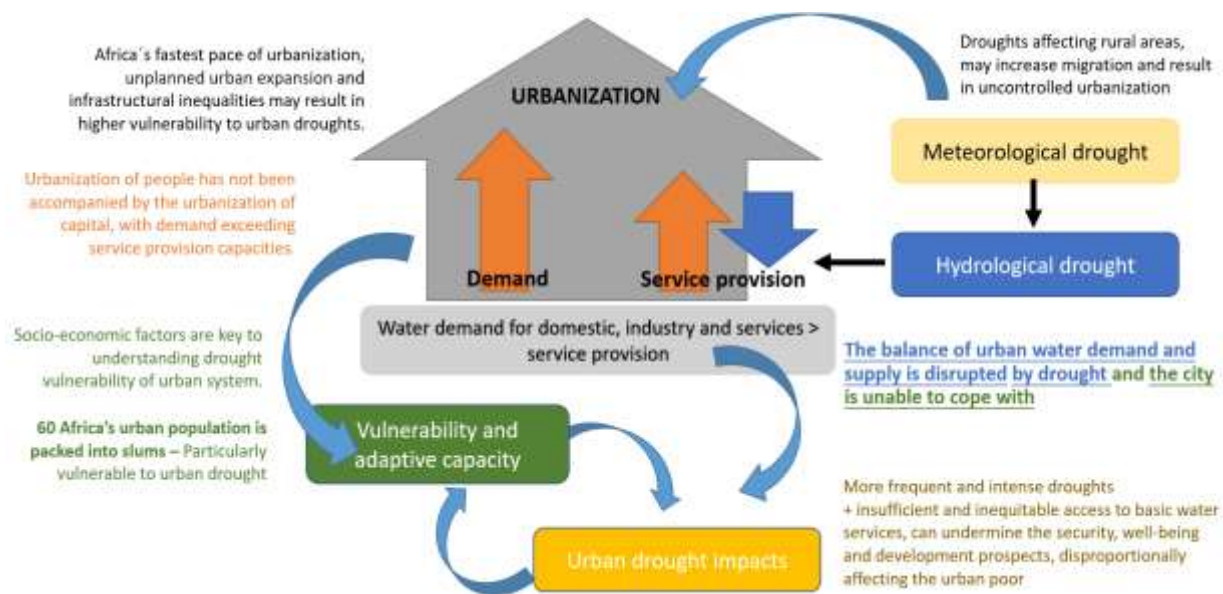 Africa´s fastest pace of urbanization,
unplanned urban expansion and
infrastructural inequalities may result in
higher vulnerability to urban droughts.
URBANIZATION
Droughts affecting rural areas,
may increase migration and result
in uncontrolled urbanization
Meteorological drought
Urbanization of people has not been
accompanied by the urbanization of
capital, with demand exceeding
service provision capacities.
Hydrological drought
Demand
Service provision
Water demand for domestic, industry and services >
service provision
Socio-economic factors are key to
understanding drought
vulnerability of urban system.
The balance of urban water demand and
supply is disrupted by drought and the city
is unable to cope with
60 Africa's urban population is
packed into slums – Particularly
vulnerable to urban drought
Vulnerability and
adaptive capacity
More frequent and intense droughts
+ insufficient and inequitable access to basic water
services, can undermine the security, well-being
and development prospects, disproportionally
affecting the urban poor
Urban drought impacts